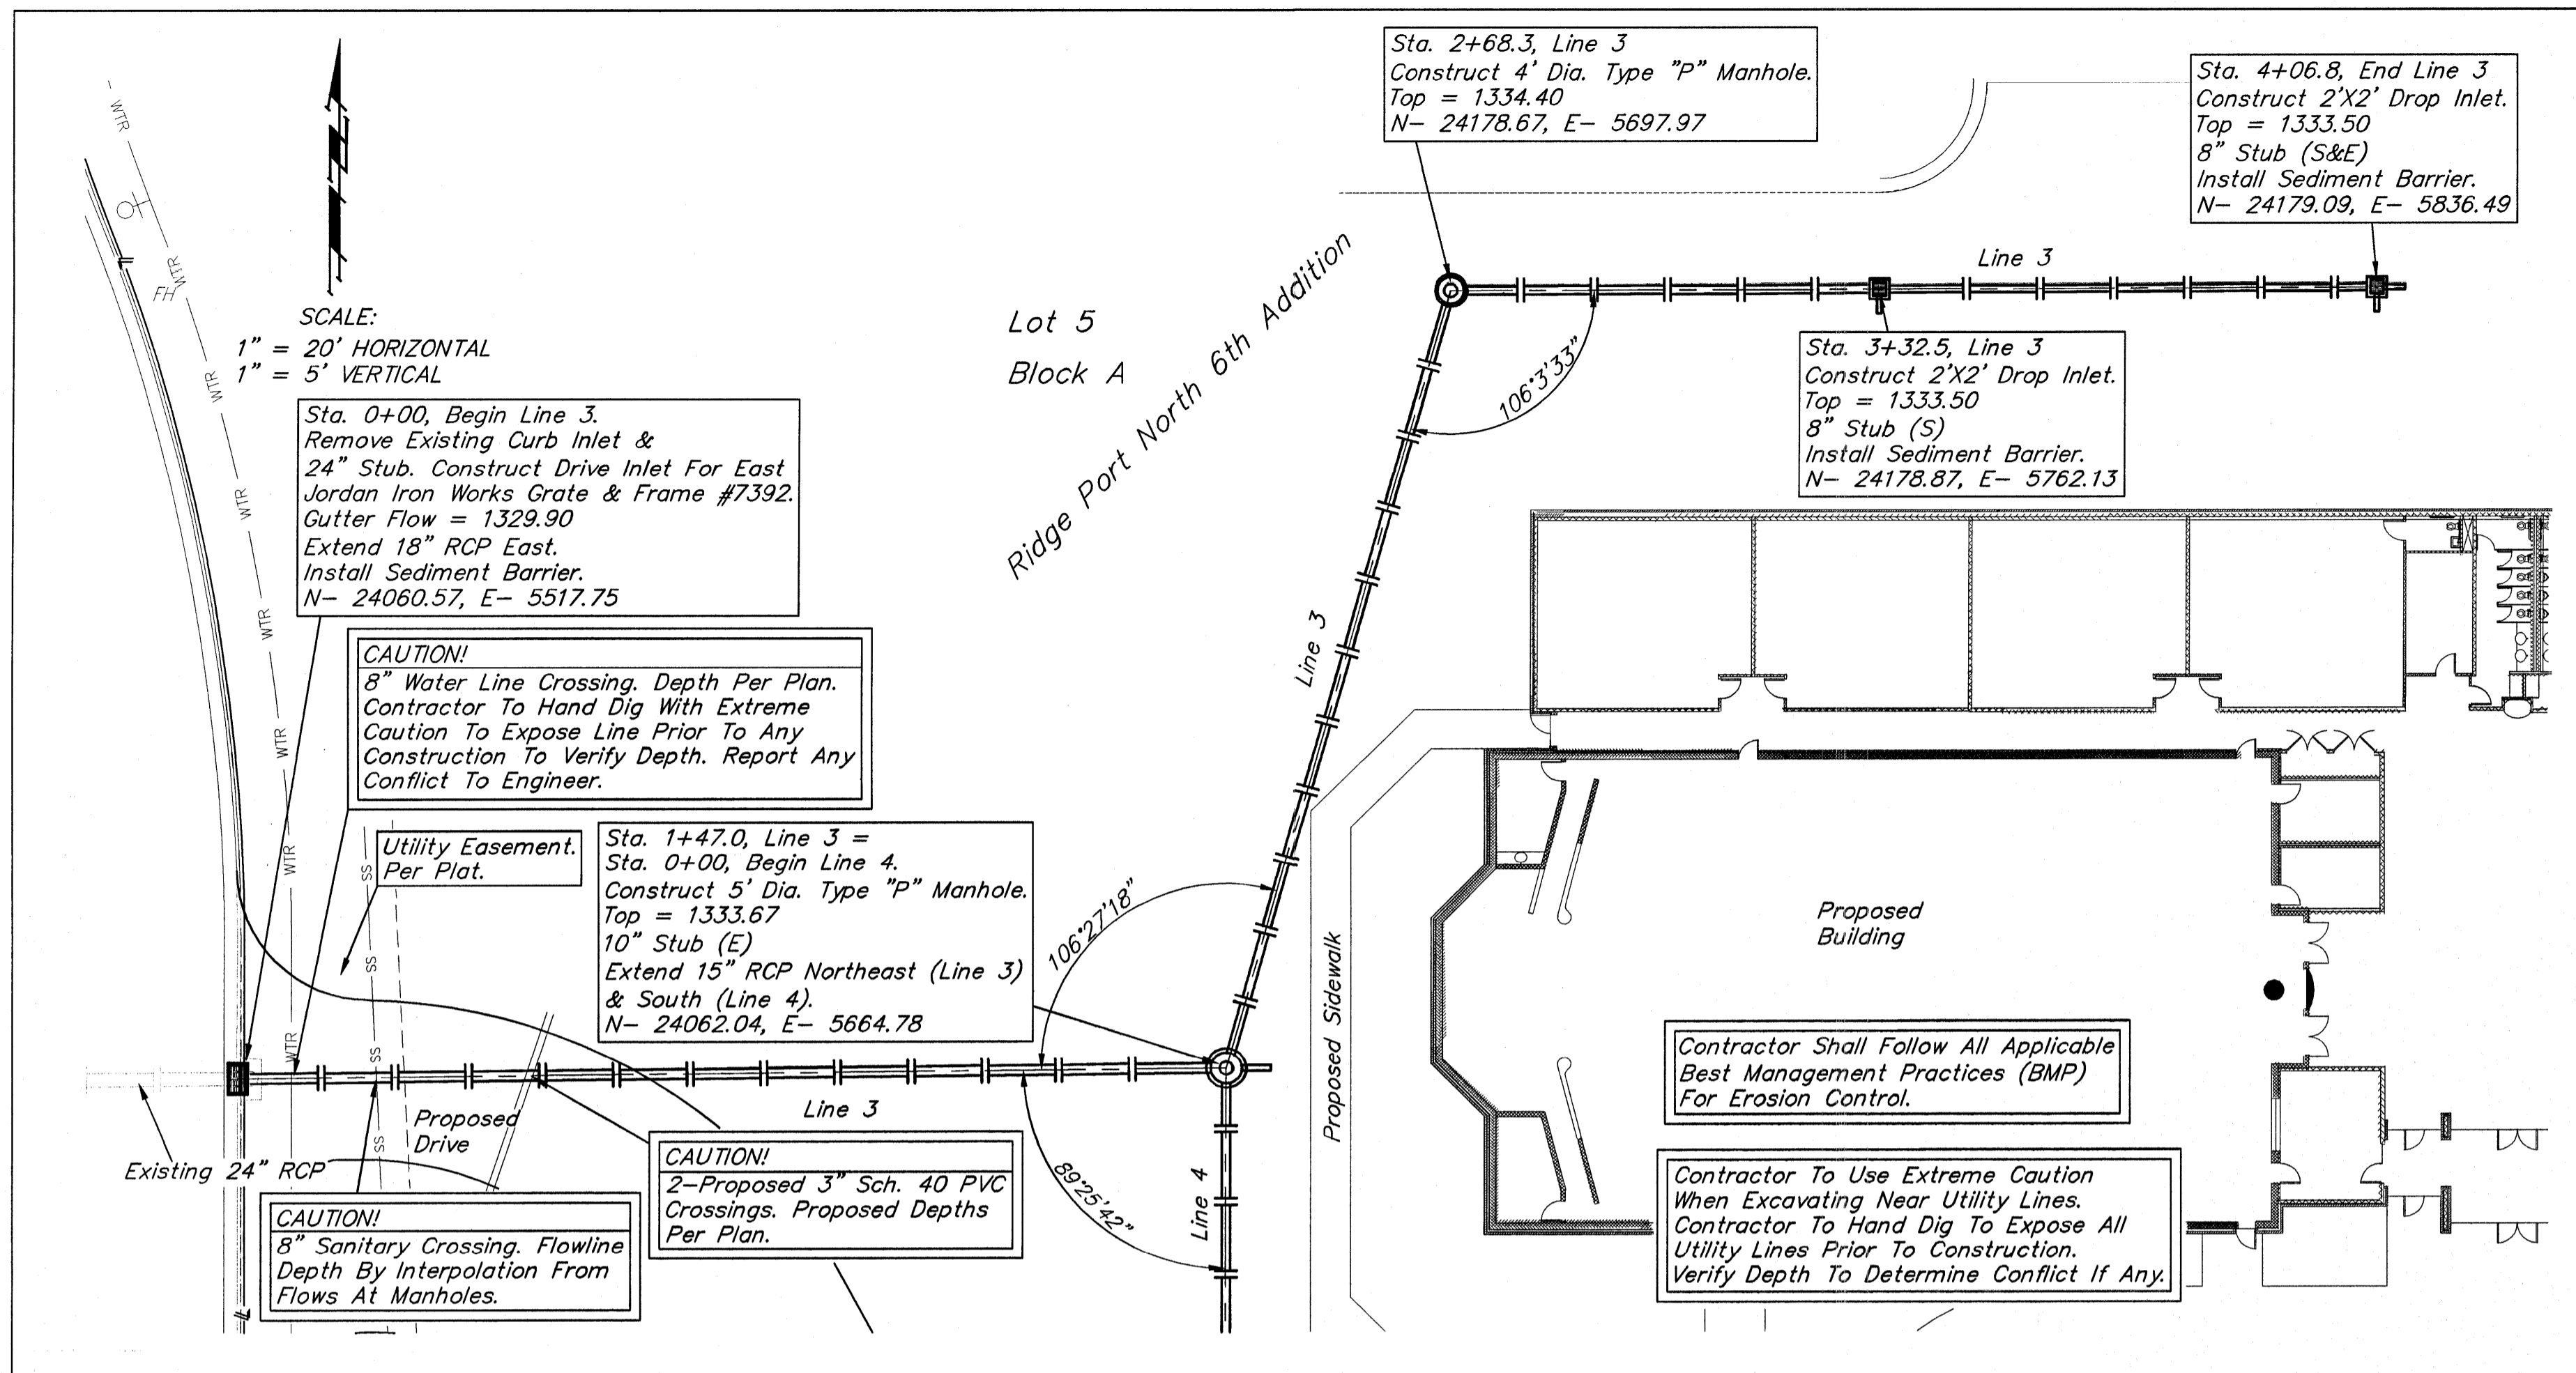 Sta. 2+68.3, Line 3
Construct 4' Dia. Type "P" Manhole.
Top = 1334.40
N- 24178.67, E- 5697.97
Sta. 4+06.8, End Line 3
Construct 2'X2' Drop Inlet.
Top = 1333.50
8" Stub (S&E)
Install Sediment Barrier.
N- 24179.09, E- 5836.49
WTR
WTR
FH
WTR
WTR
WTR
WTR
WTR
WTR
SCALE:
1" = 20' HORIZONTAL
1" = 5' VERTICAL
Lot 5
Block A
Ridge Port North 6th Addition
Line 3
106°3'33"
Sta. 3+32.5, Line 3
Construct 2'X2' Drop Inlet.
Top = 1333.50
8" Stub (S)
Install Sediment Barrier.
N- 24178.87, E- 5762.13
Sta. 0+00, Begin Line 3.
Remove Existing Curb Inlet &
24" Stub. Construct Drive Inlet For East
Jordan Iron Works Grate & Frame #7392.
Gutter Flow = 1329.90
Extend 18" RCP East.
Install Sediment Barrier.
N- 24060.57, E- 5517.75
Line 3
CAUTION!
8" Water Line Crossing. Depth Per Plan.
Contractor To Hand Dig With Extreme
Caution To Expose Line Prior To Any
Construction To Verify Depth. Report Any
Conflict To Engineer.
Utility Easement.
Per Plat.
SS
SS
SS
SS
Sta. 1+47.0, Line 3 =
Sta. 0+00, Begin Line 4.
Construct 5' Dia. Type "P" Manhole.
Top = 1333.67
10" Stub (E)
Extend 15" RCP Northeast (Line 3)
& South (Line 4).
N- 24062.04, E- 5664.78
106°27'18"
Proposed Sidewalk
Proposed
Building
Line 3
Proposed
Drive
Existing 24" RCP
CAUTION!
8" Sanitary Crossing. Flowline
Depth By Interpolation From
Flows At Manholes.
CAUTION!
2-Proposed 3" Sch. 40 PVC
Crossings. Proposed Depths
Per Plan.
89°25'42"
Line 4
Contractor Shall Follow All Applicable
Best Management Practices (BMP)
For Erosion Control.
Contractor To Use Extreme Caution
When Excavating Near Utility Lines.
Contractor To Hand Dig To Expose All
Utility Lines Prior To Construction.
Verify Depth To Determine Conflict If Any.